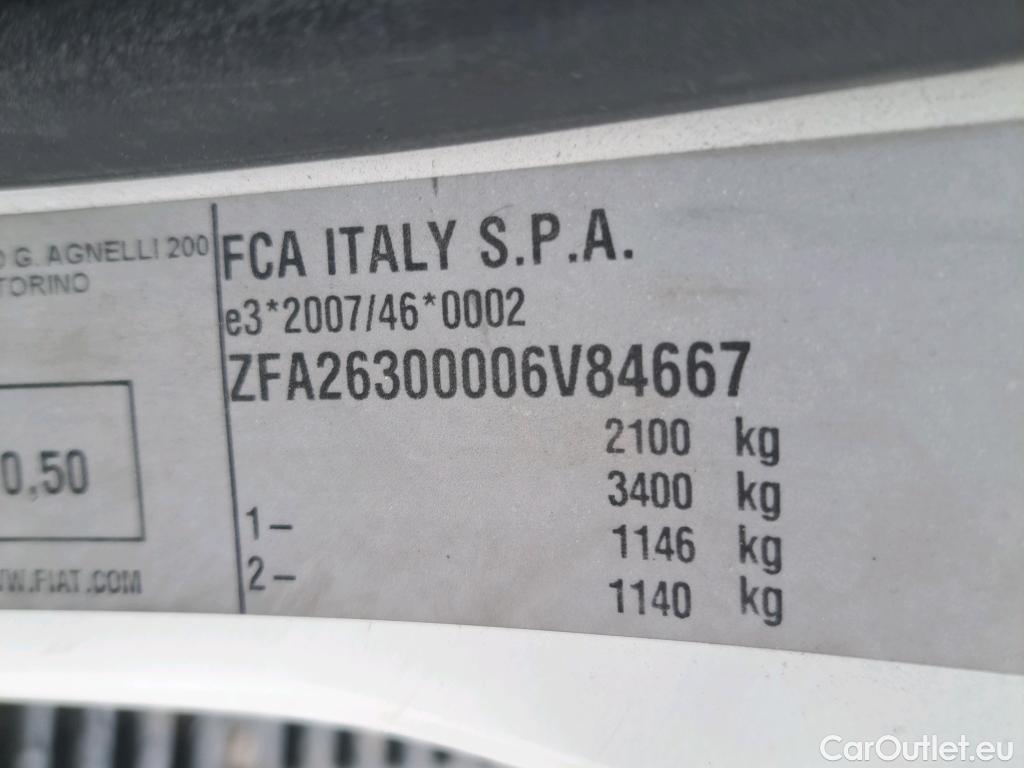 G. AGNELLI 200
TORINO
FCA ITALY S.P.A.
e3*2007/46*0002
ZFA26300006V84667
2100 kg
3400 kg
1- 1146 kg
2- 1140 kg
0,50
WW.FIAT.COM
CarOutlet.eu